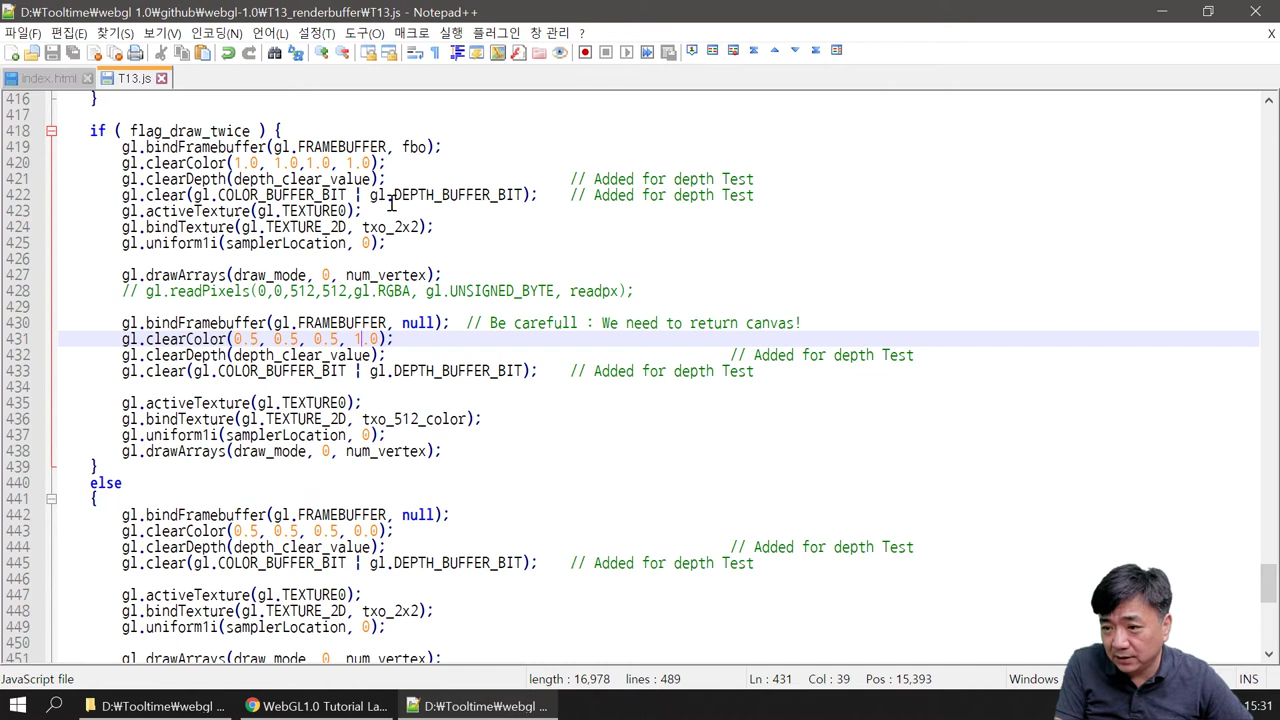 D:₩Tooltime₩webgl 1.0₩github₩webgl-1.0₩T13_renderbuffer₩T13.js - Notepad++
파일(F) 편집(E) 찾기(S) 보기(V) 인코딩(N) 언어(L) 설정(T) 도구(O) 매크로 실행 플러그인 창 관리 ? X
index.html T13.js
416 }
417
418 if ( flag_draw_twice ) {
419 gl.bindFramebuffer(gl.FRAMEBUFFER, fbo);
420 gl.clearColor(1.0, 1.0,1.0, 1.0);
421 gl.clearDepth(depth_clear_value); // Added for depth Test
422 gl.clear(gl.COLOR_BUFFER_BIT | gl.DEPTH_BUFFER_BIT); // Added for depth Test
423 gl.activeTexture(gl.TEXTURE0);
424 gl.bindTexture(gl.TEXTURE_2D, txo_2x2);
425 gl.uniform1i(samplerLocation, 0);
426
427 gl.drawArrays(draw_mode, 0, num_vertex);
428 // gl.readPixels(0,0,512,512,gl.RGBA, gl.UNSIGNED_BYTE, readpx);
429
430 gl.bindFramebuffer(gl.FRAMEBUFFER, null); // Be carefull : We need to return canvas!
431 gl.clearColor(0.5, 0.5, 0.5, 1.0);
432 gl.clearDepth(depth_clear_value); // Added for depth Test
433 gl.clear(gl.COLOR_BUFFER_BIT | gl.DEPTH_BUFFER_BIT); // Added for depth Test
434
435 gl.activeTexture(gl.TEXTURE0);
436 gl.bindTexture(gl.TEXTURE_2D, txo_512_color);
437 gl.uniform1i(samplerLocation, 0);
438 gl.drawArrays(draw_mode, 0, num_vertex);
439 }
440 else
441 {
442 gl.bindFramebuffer(gl.FRAMEBUFFER, null);
443 gl.clearColor(0.5, 0.5, 0.5, 0.0);
444 gl.clearDepth(depth_clear_value); // Added for depth Test
445 gl.clear(gl.COLOR_BUFFER_BIT | gl.DEPTH_BUFFER_BIT); // Added for depth Test
446
447 gl.activeTexture(gl.TEXTURE0);
448 gl.bindTexture(gl.TEXTURE_2D, txo_2x2);
449 gl.uniform1i(samplerLocation, 0);
450
451 gl.drawArrays(draw_mode, 0, num_vertex);
JavaScript file length : 16,978 lines : 489 Ln : 431 Col : 39 Pos : 15,393 Windows INS
D:₩Tooltime₩webgl ... WebGL1.0 Tutorial La... D:₩Tooltime₩webgl ... 15:31